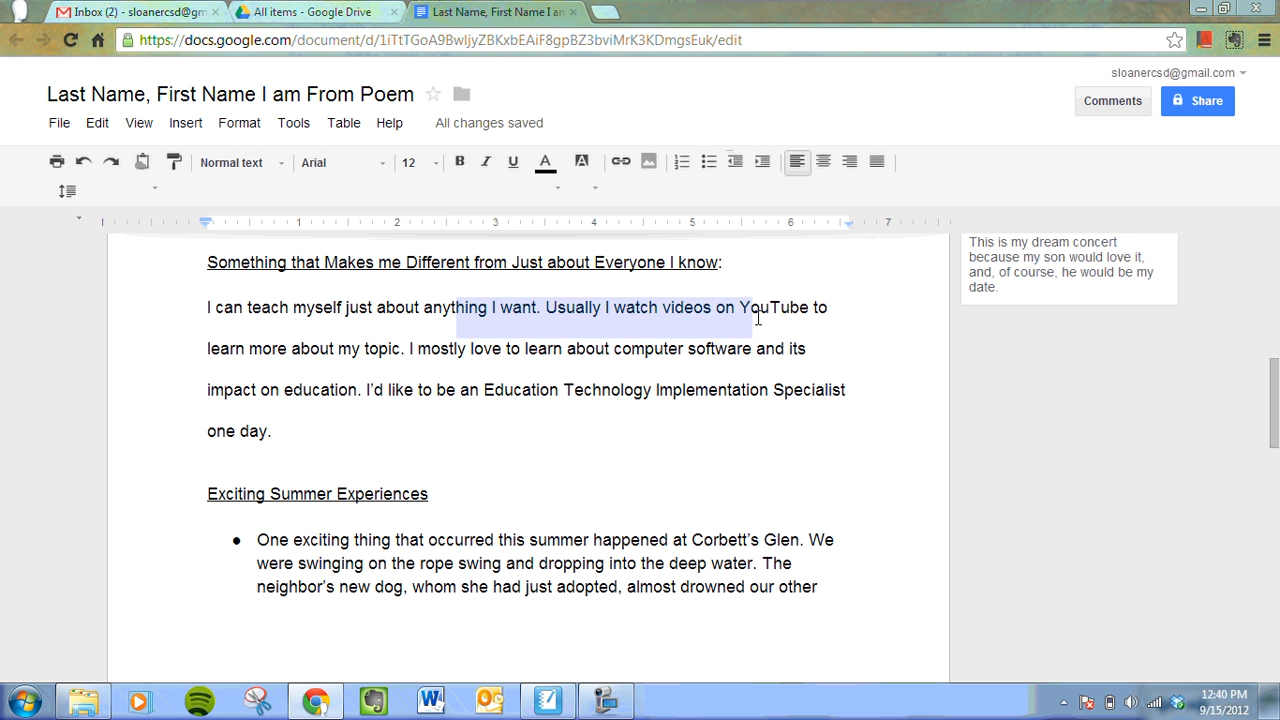 Inbox (2) - sloanercsd@gm
All items - Google Drive
Last Name, First Name I am
https://docs.google.com/document/d/1iTtTGoA9BwIjyZBKxbEAiF8gpBZ3bviMrK3KDmgsEuk/edit
sloanercsd@gmail.com
Last Name, First Name I am From Poem
Comments
Share
File Edit View Insert Format Tools Table Help All changes saved
Normal text Arial 12 B I U A A
1 2 3 4 5 6 7
This is my dream concert
because my son would love it,
and, of course, he would be my
date.
Something that Makes me Different from Just about Everyone I know:
I can teach myself just about anything I want. Usually I watch videos on YouTube to
learn more about my topic. I mostly love to learn about computer software and its
impact on education. I’d like to be an Education Technology Implementation Specialist
one day.
Exciting Summer Experiences
● One exciting thing that occurred this summer happened at Corbett’s Glen. We
were swinging on the rope swing and dropping into the deep water. The
neighbor’s new dog, whom she had just adopted, almost drowned our other
12:40 PM
9/15/2012